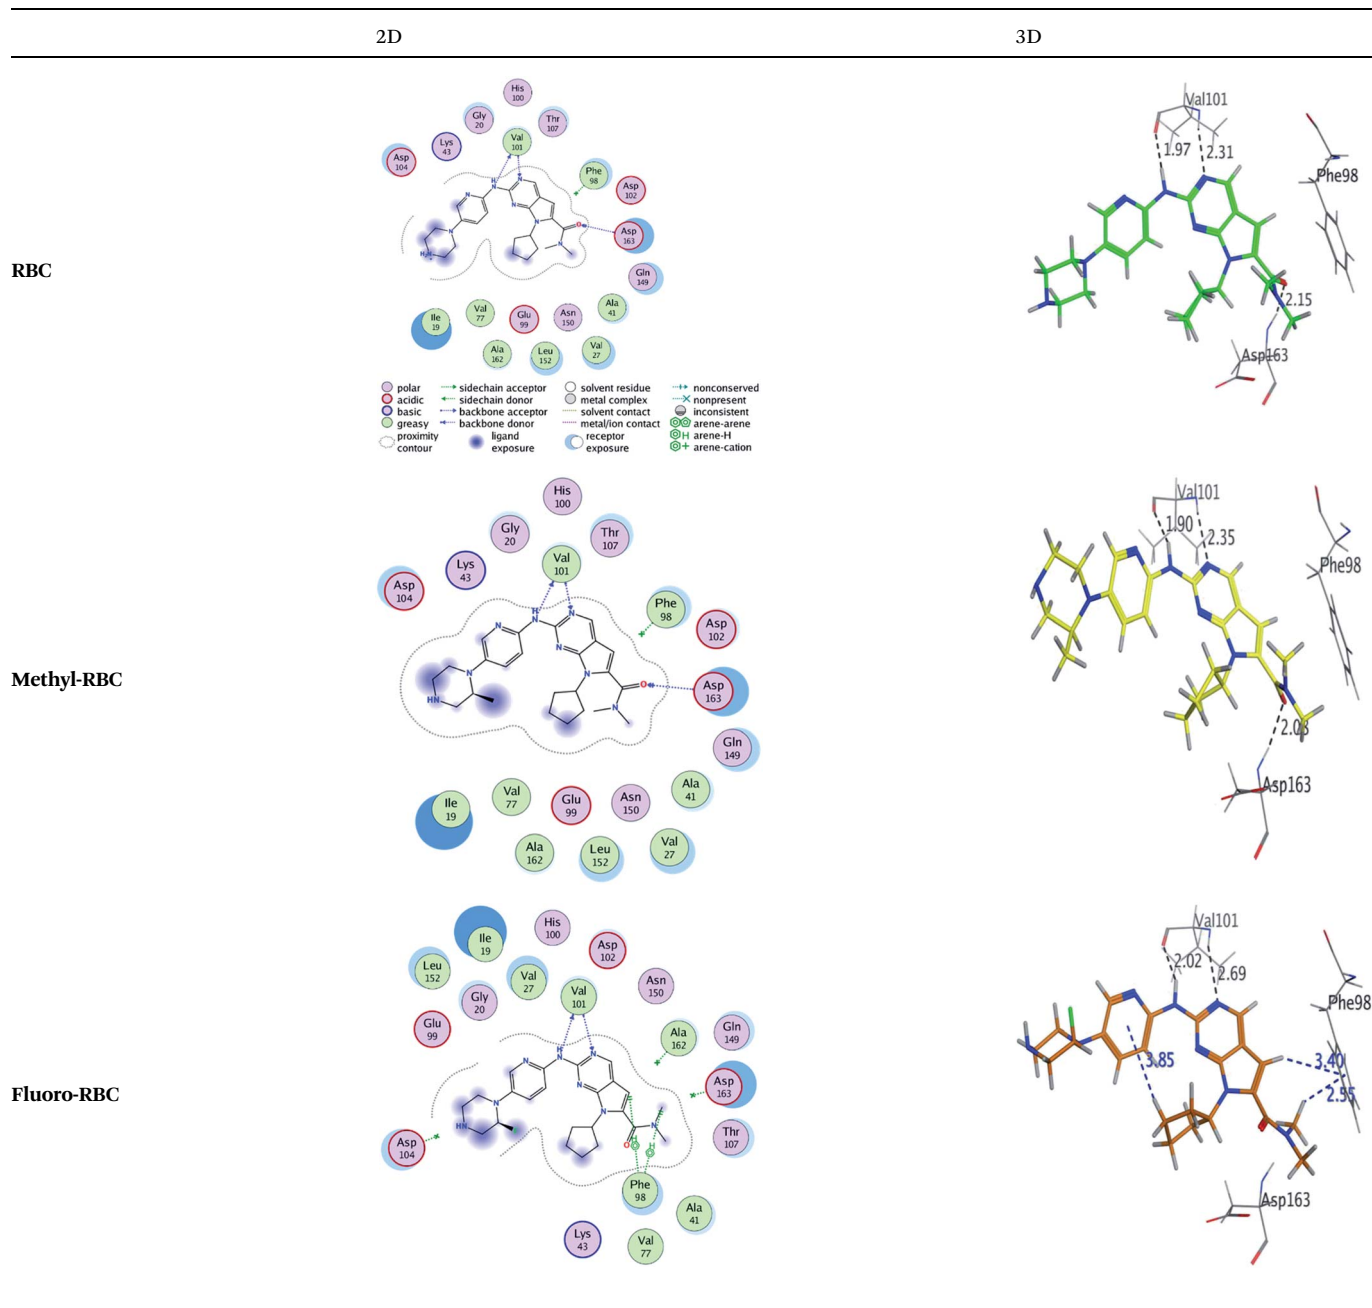 2D 3D
RBC
His 100
Gly 20
Thr 107
Lys 43
Val 101
Asp 104
Phe 98
Asp 102
Asp 163
Gln 149
Ala 41
Ile 19
Val 77
Glu 99
Asn 150
Ala 162
Leu 152
Val 27
H
N
N
N
N
N
N
O
N
H₂N
polar
acidic
basic
greasy
proximity contour
sidechain acceptor
sidechain donor
backbone acceptor
backbone donor
ligand exposure
solvent residue
metal complex
solvent contact
metal/ion contact
receptor exposure
nonconserved
nonpresent
inconsistent
arene-arene
H arene-H
+ arene-cation
Val101
1.97
2.31
Phe98
2.15
Asp163
Methyl-RBC
His 100
Gly 20
Thr 107
Lys 43
Val 101
Asp 104
Phe 98
Asp 102
Asp 163
Gln 149
Ala 41
Ile 19
Val 77
Glu 99
Asn 150
Ala 162
Leu 152
Val 27
H
N
N
N
N
N
N
O
HN
N
Val101
1.90
2.35
Phe98
2.03
Asp163
Fluoro-RBC
Ile 19
His 100
Asp 102
Leu 152
Val 27
Gly 20
Val 101
Asn 150
Glu 99
Ala 162
Gln 149
Asp 163
Thr 107
Asp 104
Phe 98
Ala 41
Lys 43
Val 77
H
N
N
N
N
N
N
N
HN
O
H
H
Val101
2.02
2.69
Phe98
3.85
3.40
2.55
Asp163